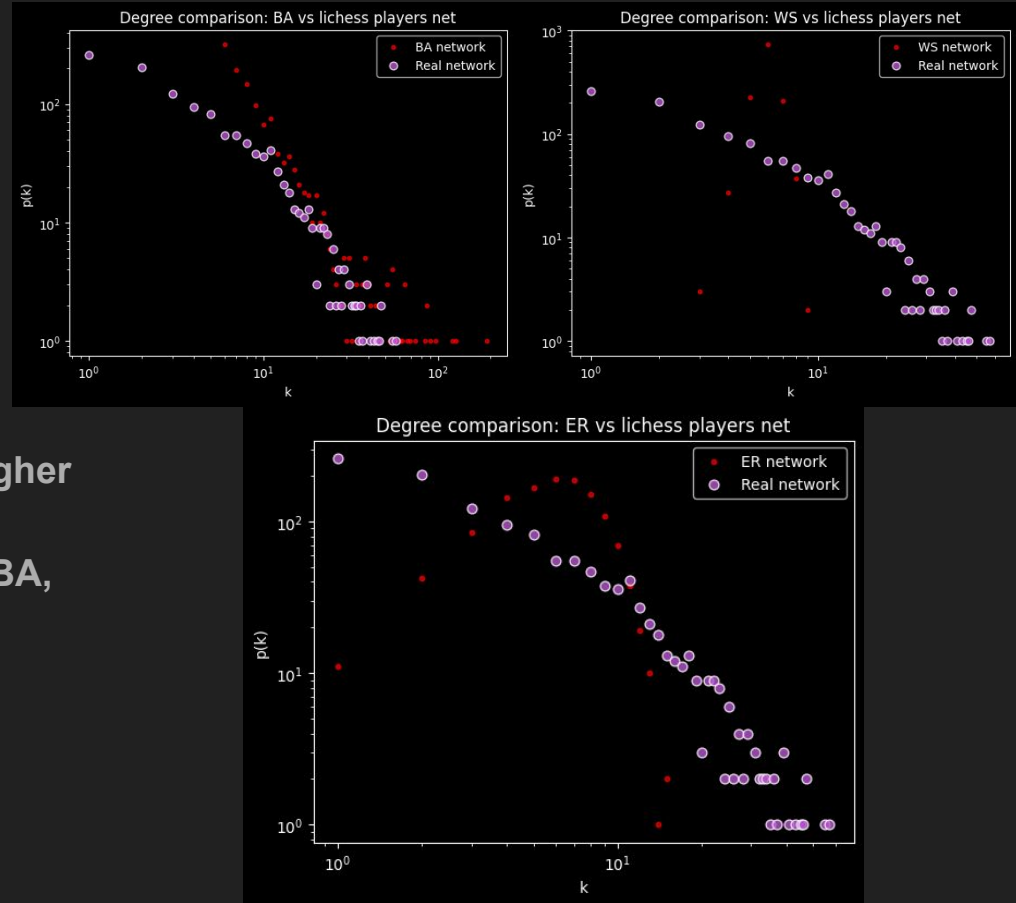 Degree comparison: BA vs lichess players net
BA network
Real network
p(k)
10²
10¹
10⁰
10⁰
10¹
10²
k
Degree comparison: WS vs lichess players net
WS network
Real network
p(k)
10³
10²
10¹
10⁰
10⁰
10¹
k
gher
BA,
Degree comparison: ER vs lichess players net
ER network
Real network
p(k)
10²
10¹
10⁰
10⁰
10¹
k